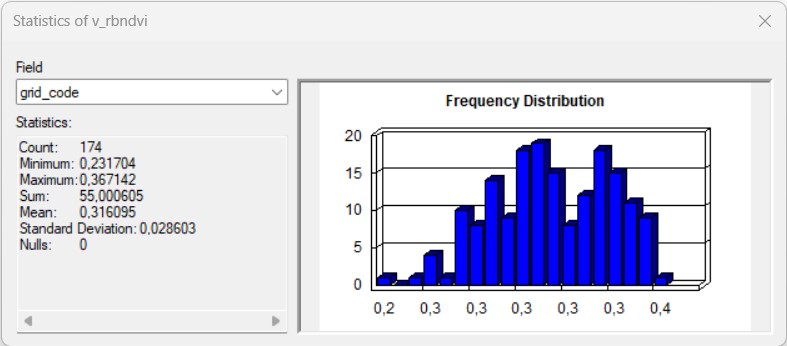 Statistics of v_rbndvi
Field
grid_code
Statistics:
Count: 174
Minimum: 0,231704
Maximum: 0,367142
Sum: 55,000605
Mean: 0,316095
Standard Deviation: 0,028603
Nulls: 0
Frequency Distribution
20
15
10
5
0
0,2 0,3 0,3 0,3 0,3 0,3 0,4